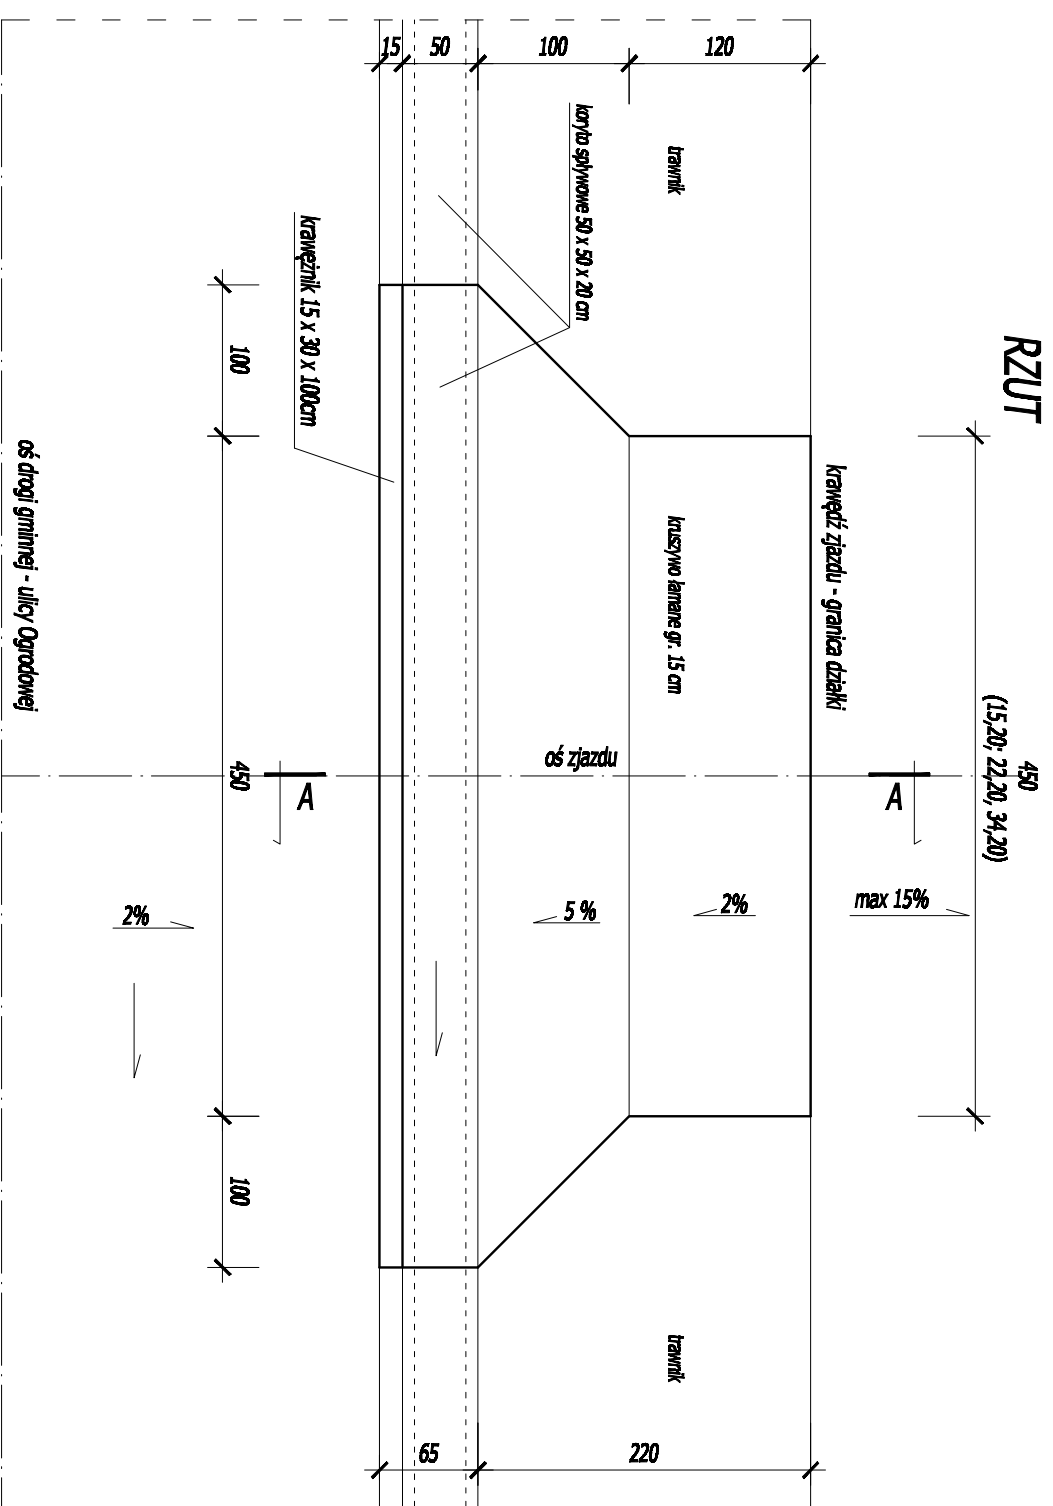 RZUT
450
(15,20; 22,20, 34,20)
krawędź zjazdu - granica działki
15
50
100
120
trawnik
koryto spływowe 50 x 50 x 20 cm
krawężnik 15 x 30 x 100cm
kruszywo łamane gr. 15 cm
oś zjazdu
A
A
100
450
100
2%
5 %
2%
max 15%
trawnik
65
220
oś drogi gminnej - ulicy Ogrodowej